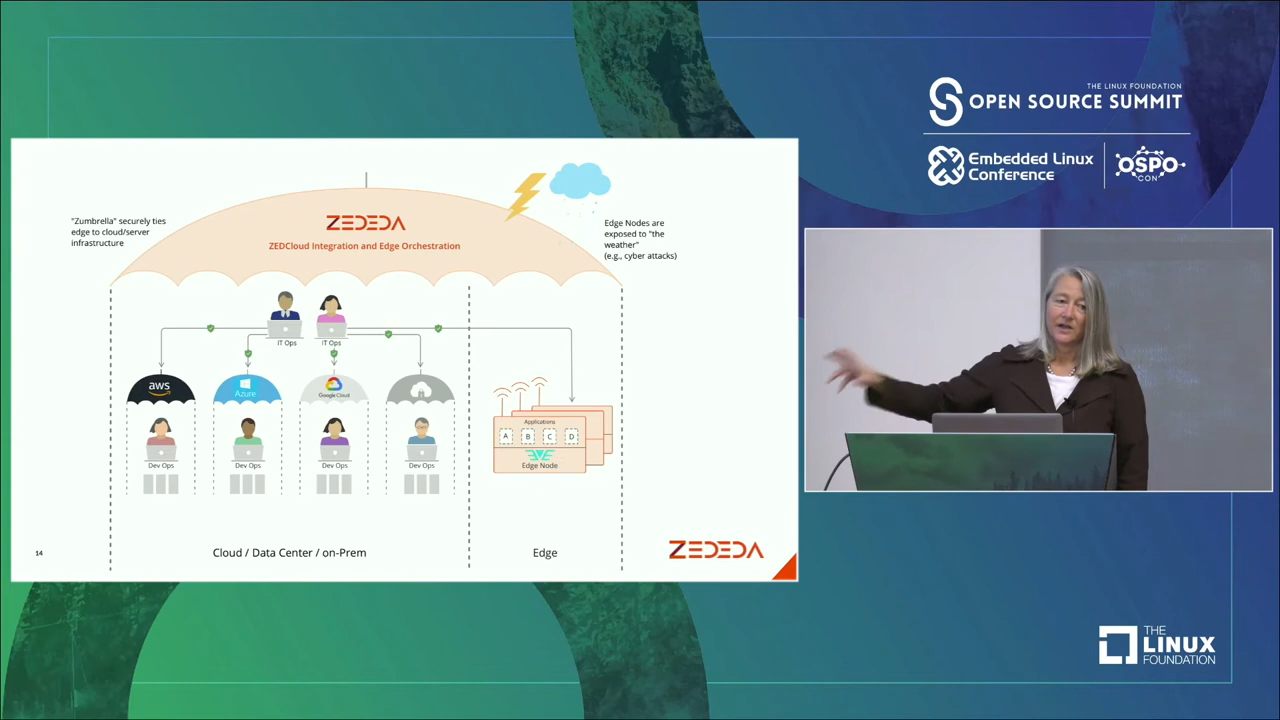 THE LINUX FOUNDATION
OPEN SOURCE SUMMIT
Embedded Linux
Conference
OSPO
CON
"Zumbrella" securely ties
edge to cloud/server
infrastructure
ZEDEDA
ZEDCloud Integration and Edge Orchestration
Edge Nodes are
exposed to "the
weather"
(e.g., cyber attacks)
IT Ops
IT Ops
aws
Azure
Google Cloud
Dev Ops
Dev Ops
Dev Ops
Dev Ops
Applications
A B C D
Edge Node
Cloud / Data Center / on-Prem
Edge
14
ZEDEDA
THE
LINUX
FOUNDATION